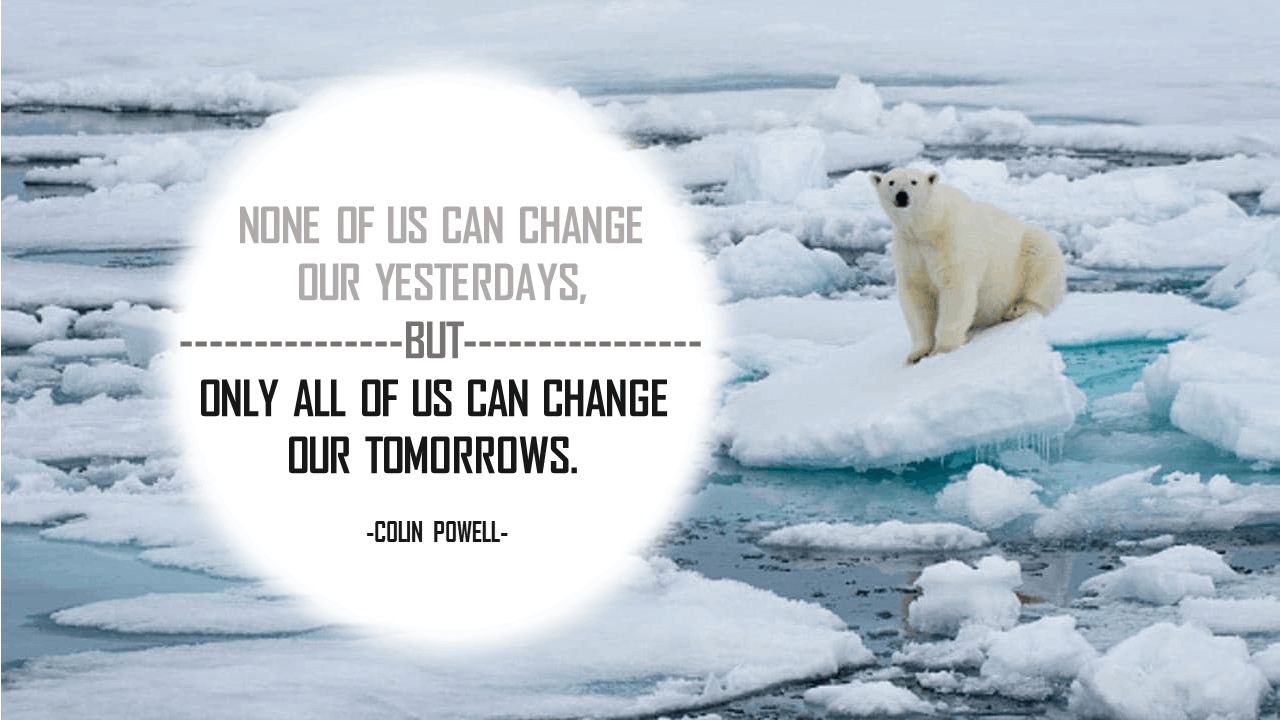 NONE OF US CAN CHANGE
OUR YESTERDAYS,
---------------BUT----------------
ONLY ALL OF US CAN CHANGE
OUR TOMORROWS.
-COLIN POWELL-